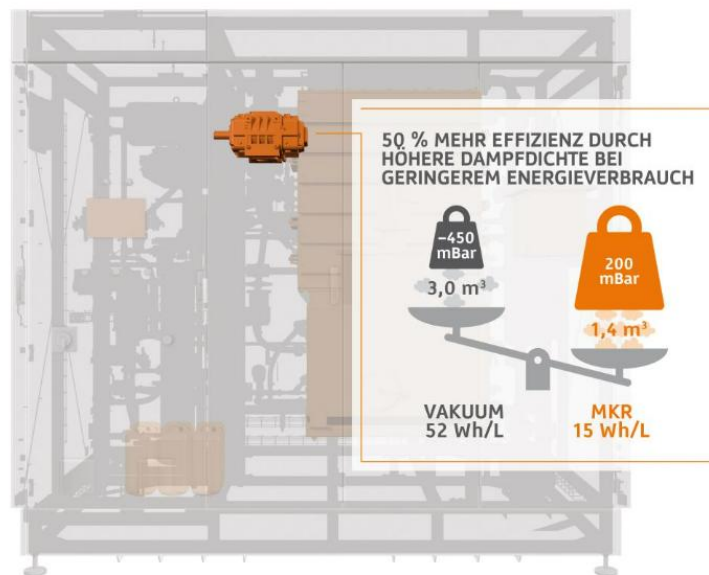 50 % MEHR EFFIZIENZ DURCH
HÖHERE DAMPFDICHTE BEI
GERINGEREM ENERGIEVERBRAUCH
–450
mBar
3,0 m³
200
mBar
1,4 m³
VAKUUM
52 Wh/L
MKR
15 Wh/L